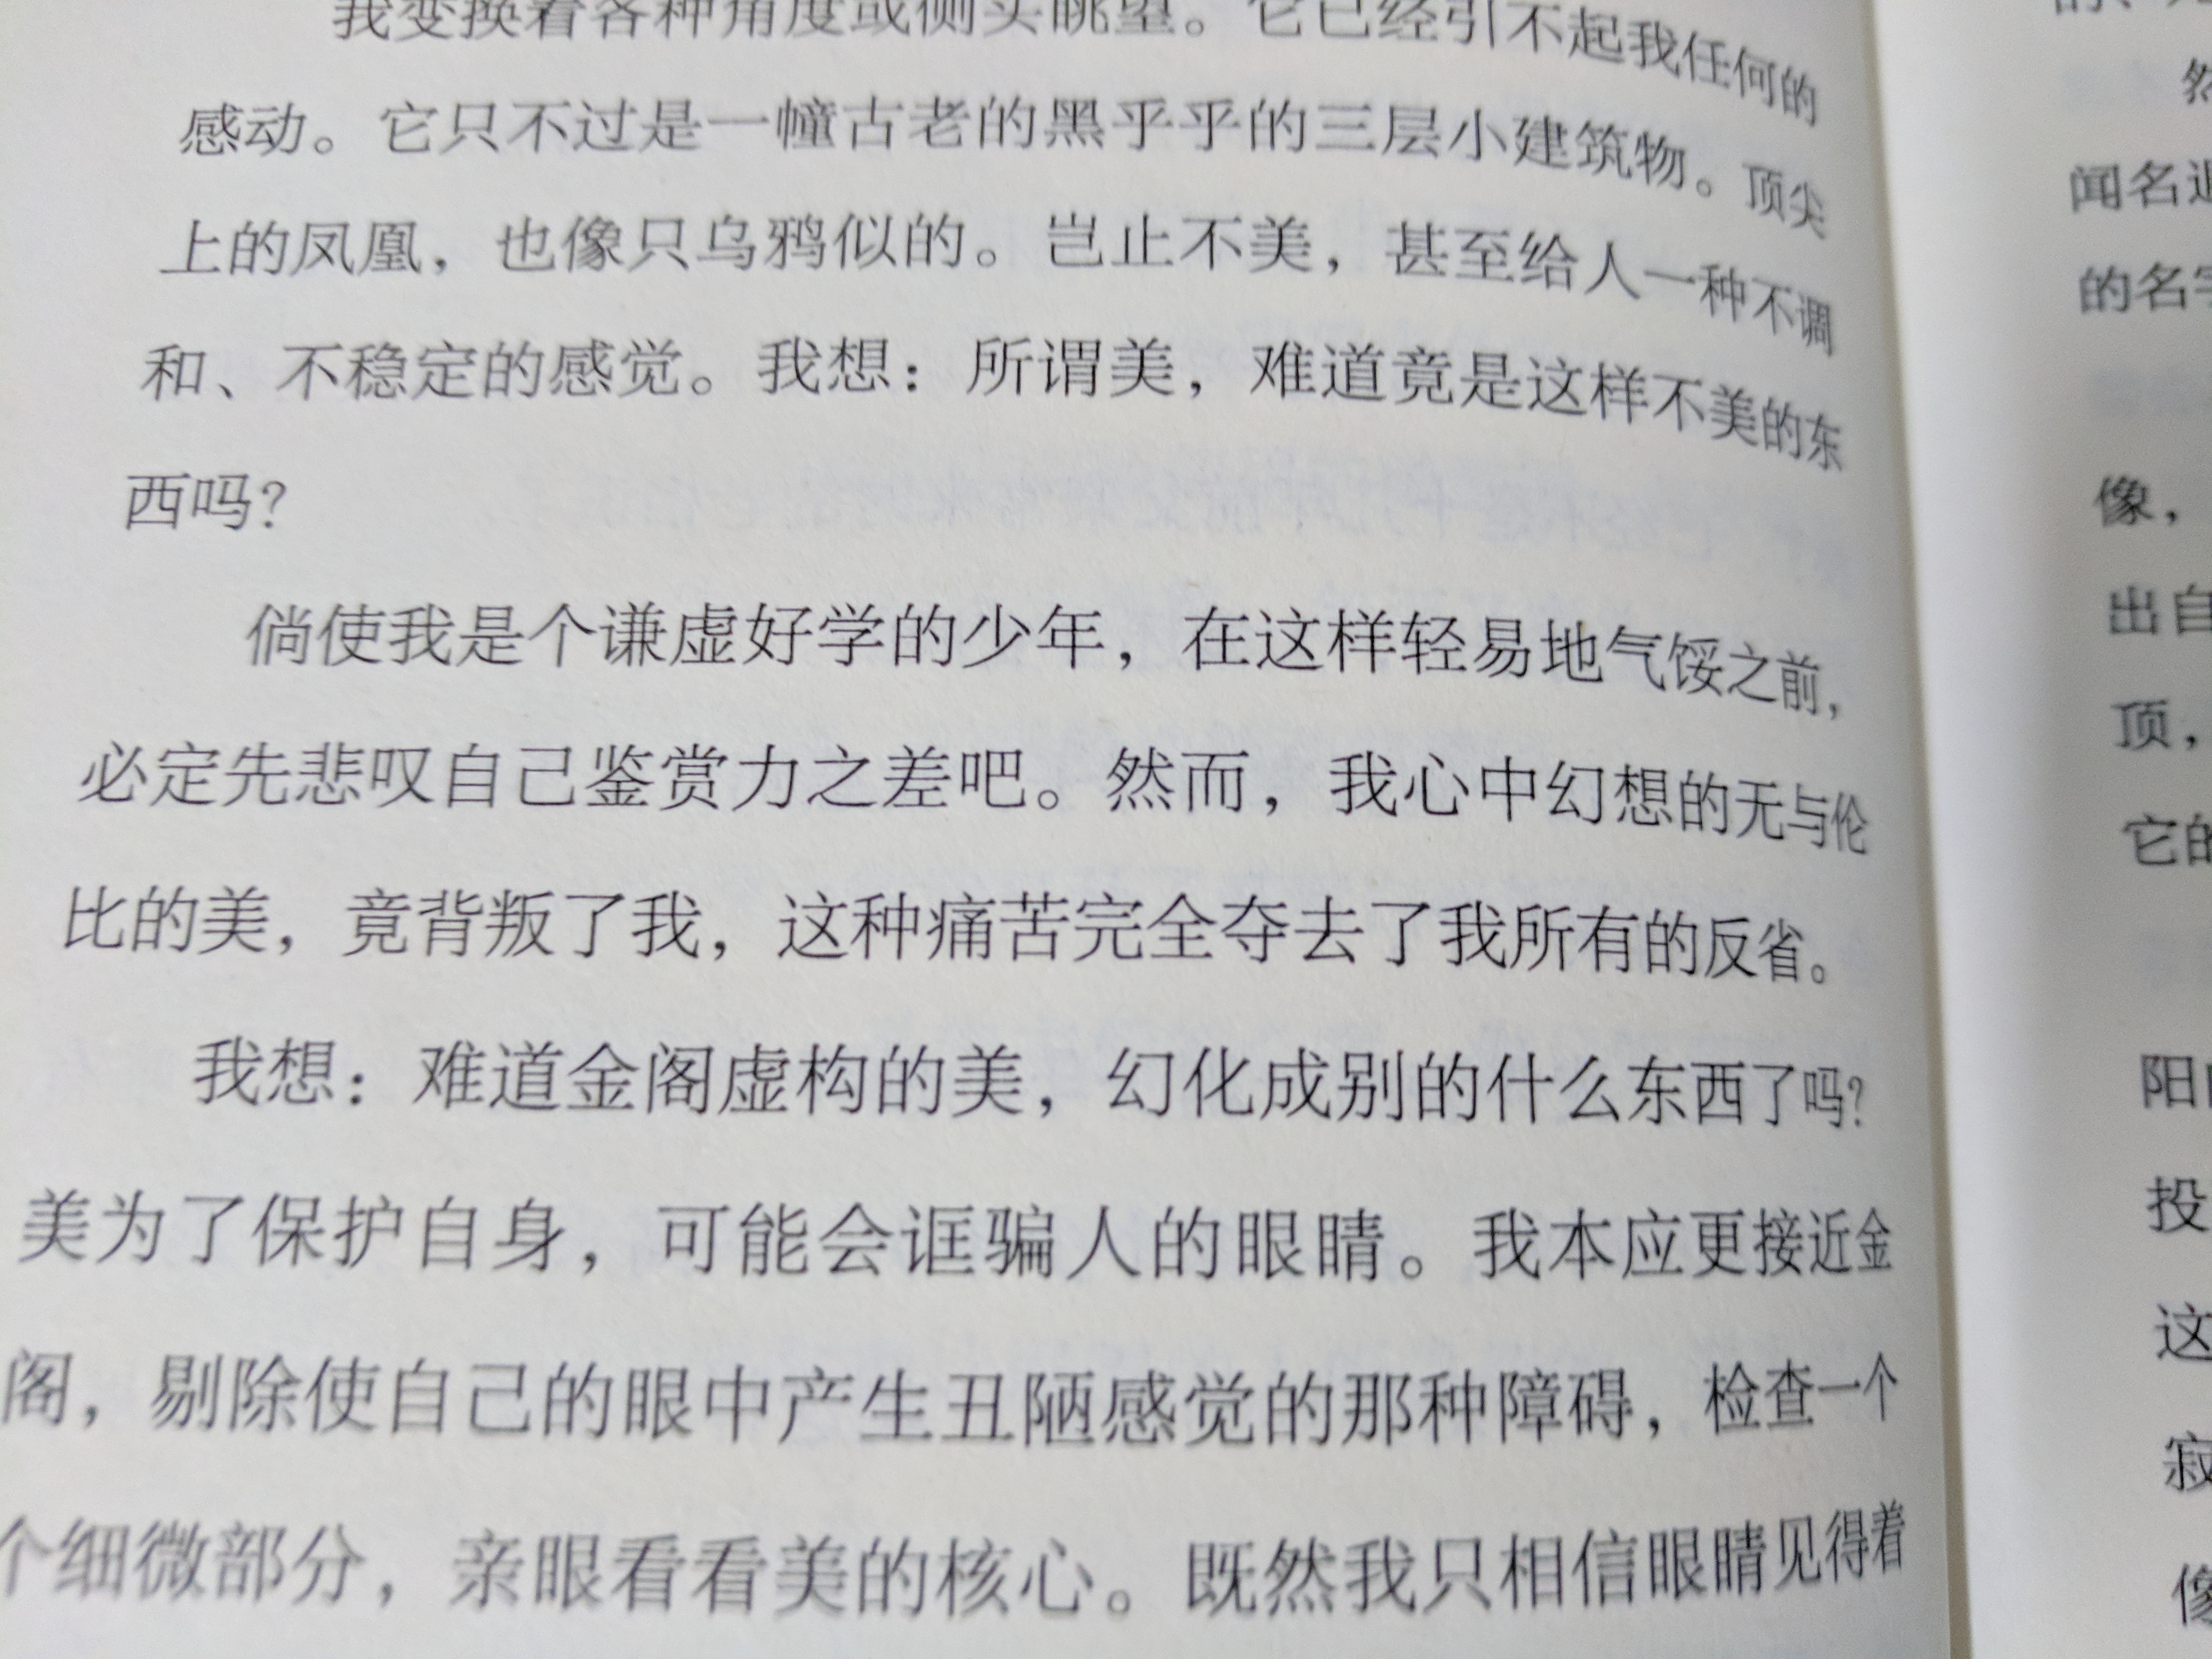 我变换着各种角度或侧头眺望。它已经引不起我任何的
感动。它只不过是一幢古老的黑乎乎的三层小建筑物。顶尖
上的凤凰，也像只乌鸦似的。岂止不美，甚至给人一种不调
和、不稳定的感觉。我想：所谓美，难道竟是这样不美的东
西吗？
倘使我是个谦虚好学的少年，在这样轻易地气馁之前，
必定先悲叹自己鉴赏力之差吧。然而，我心中幻想的无与伦
比的美，竟背叛了我，这种痛苦完全夺去了我所有的反省。
我想：难道金阁虚构的美，幻化成别的什么东西了吗？
美为了保护自身，可能会诓骗人的眼睛。我本应更接近金
阁，剔除使自己的眼中产生丑陋感觉的那种障碍，检查一个
个细微部分，亲眼看看美的核心。既然我只相信眼睛见得着
闻名
的名
像，
出自
顶，
它的
阳
投
这
寂
像